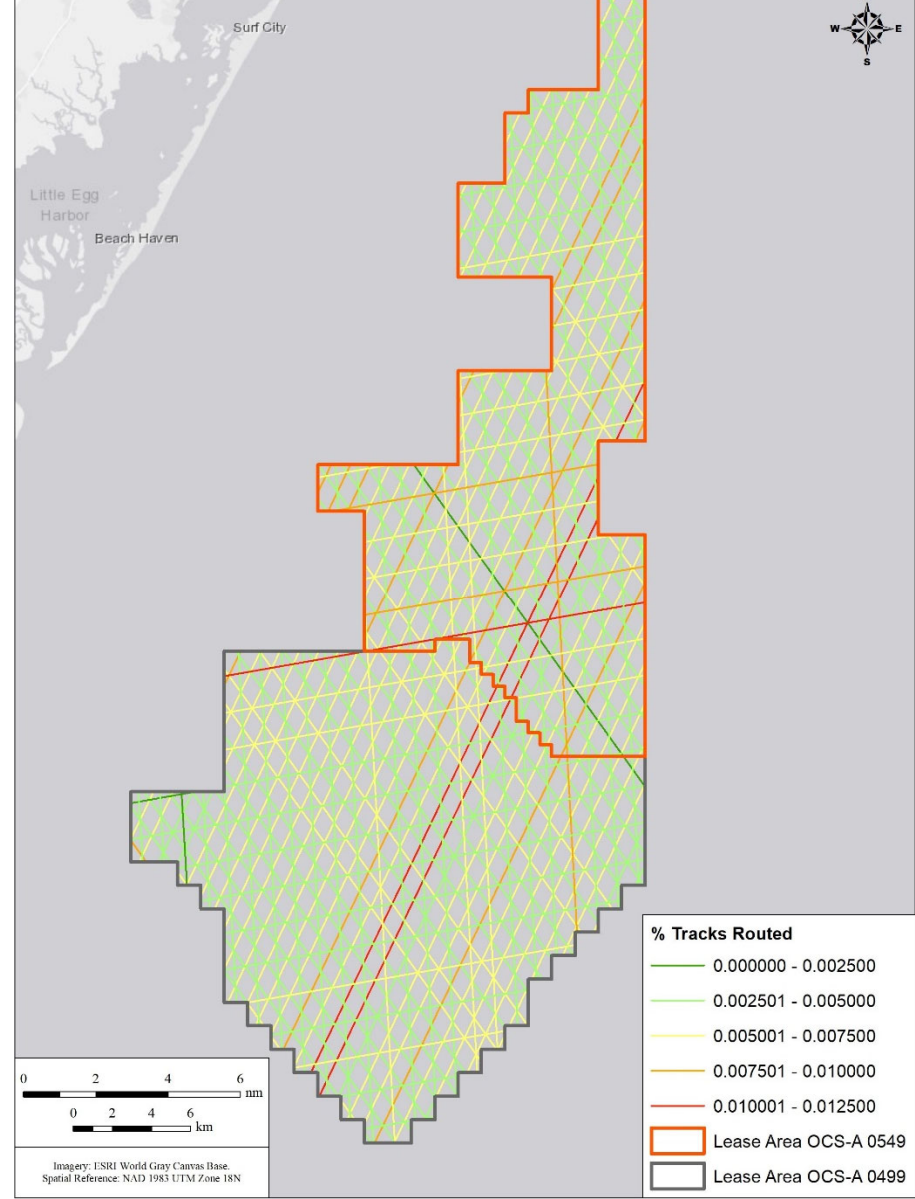 Surf City
N
W E
S
Little Egg
Harbor
Beach Haven
% Tracks Routed
0.000000 - 0.002500
0.002501 - 0.005000
0.005001 - 0.007500
0.007501 - 0.010000
0.010001 - 0.012500
Lease Area OCS-A 0549
Lease Area OCS-A 0499
0 2 4 6
nm
0 2 4 6
km
Imagery: ESRI World Gray Canvas Base.
Spatial Reference: NAD 1983 UTM Zone 18N